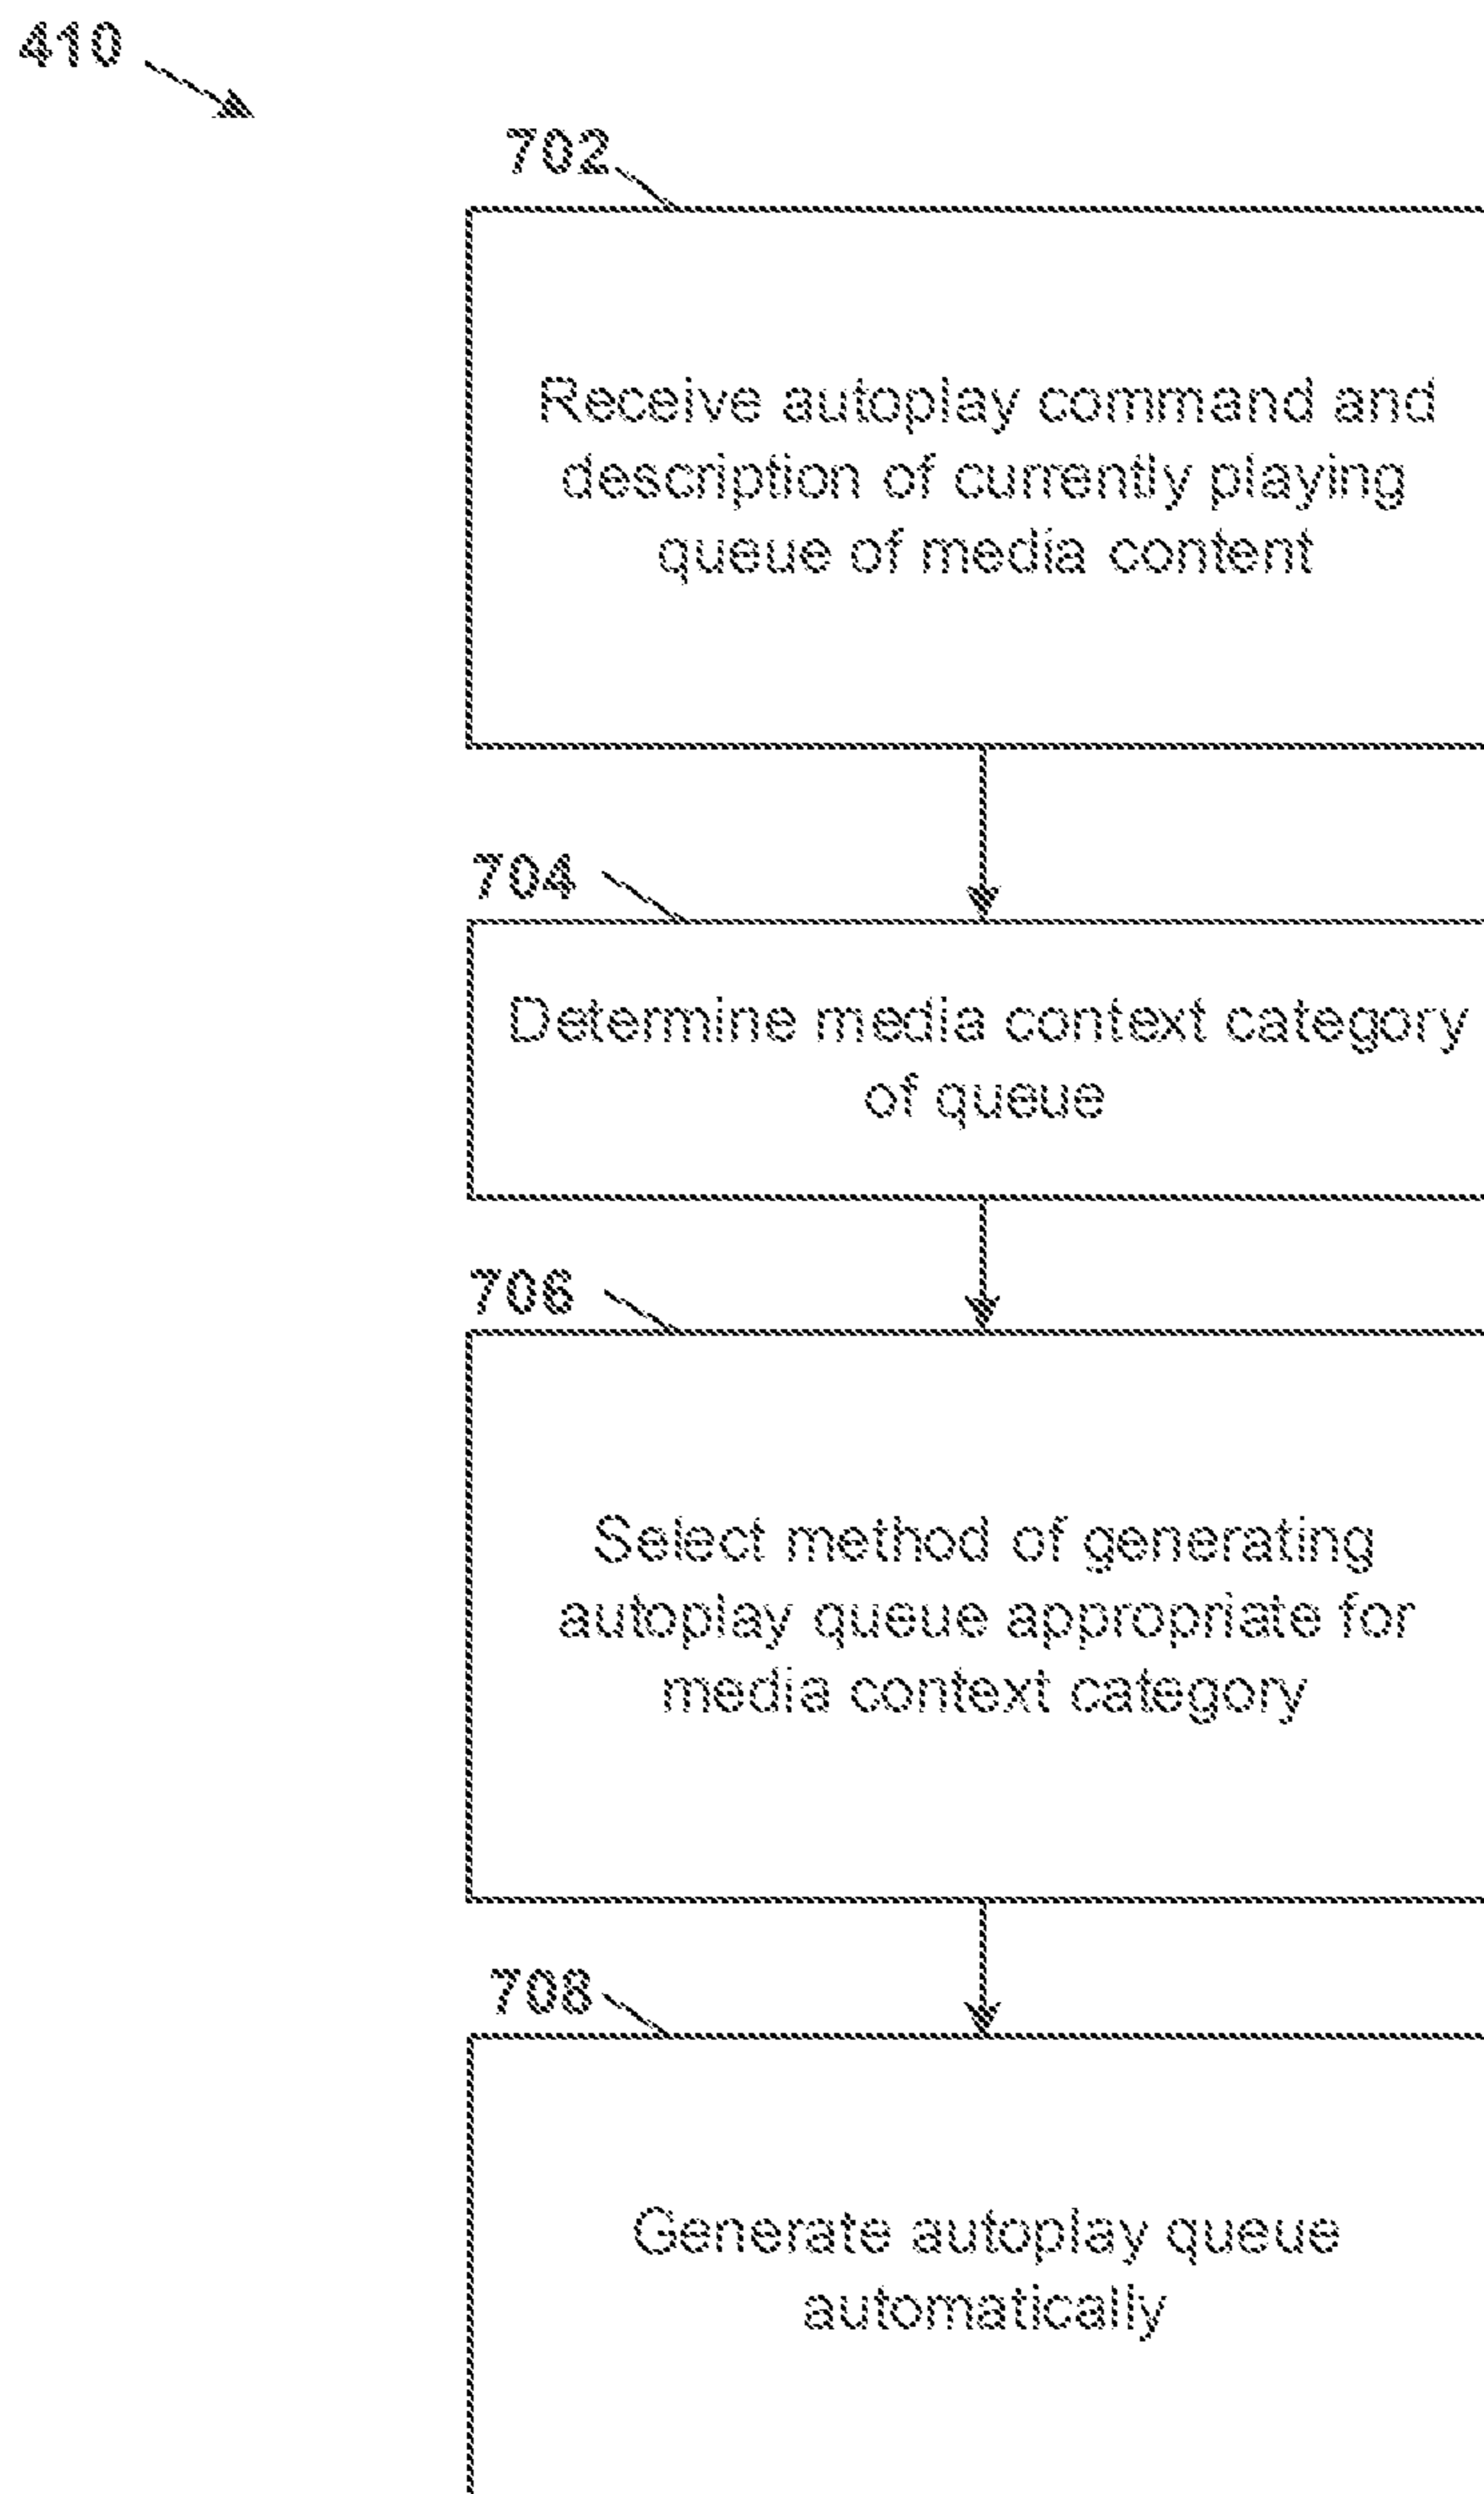 410
702
Receive autoplay command and
description of currently playing
queue of media content
704
Determine media context category
of queue
706
Select method of generating
autoplay queue appropriate for
media context category
708
Generate autoplay queue
automatically